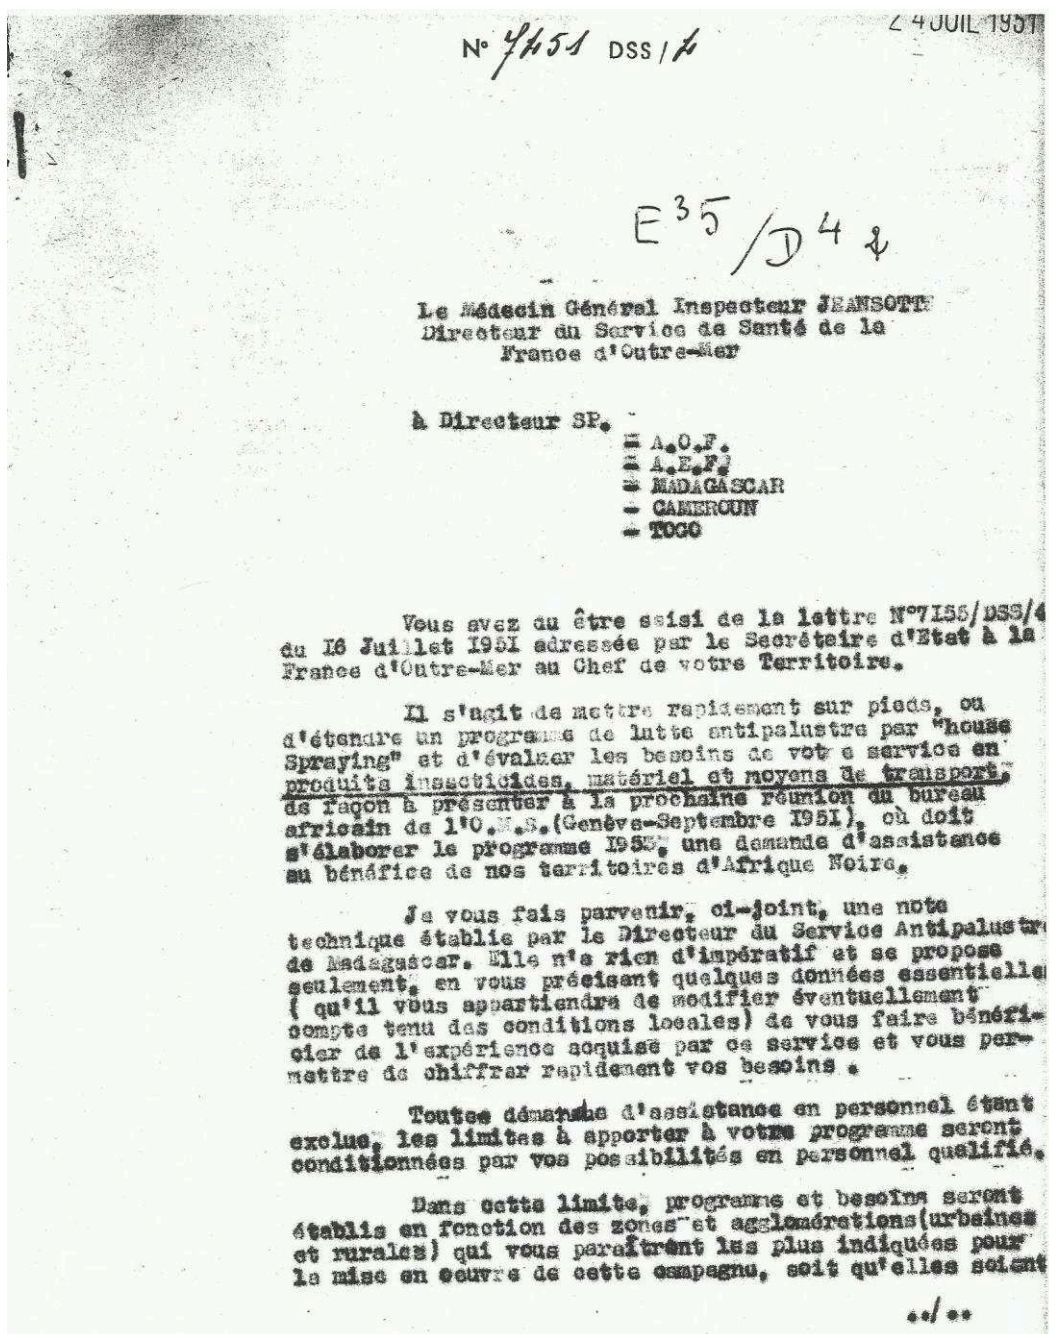 24 JUIL 1951
N° 7451 DSS/4
E35/D4
Le Médecin Général Inspecteur JEANSOTTE
Directeur du Service de Santé de la
France d'Outre-Mer
à Directeur SP.
- A.O.F.
- A.E.F.
- MADAGASCAR
- CAMEROUN
- TOGO
Vous avez du être saisi de la lettre N°7I55/DSS/4
du I6 Juillet I95I adressée par le Secrétaire d'Etat à la
France d'Outre-Mer au Chef de votre Territoire.
Il s'agit de mettre rapidement sur pieds, ou
d'étendre un programme de lutte antipalustre par "house
Spraying" et d'évaluer les besoins de votre service en
produits insecticides, matériel et moyens de transport,
de façon à présenter à la prochaine réunion du bureau
africain de l'O.M.S.(Genève-Septembre I95I), où doit
s'élaborer le programme, une demande d'assistance
au bénéfice de nos territoires d'Afrique Noire.
Je vous fais parvenir, ci-joint, une note
technique établie par le Directeur du Service Antipalustre
de Madagascar. Elle n'a rien d'impératif et se propose
seulement, en vous précisant quelques données essentielles
( qu'il vous appartiendra de modifier éventuellement
compte tenu des conditions locales) de vous faire bénéfi-
cier de l'expérience acquise par ce service et vous per-
mettre de chiffrer rapidement vos besoins .
Toutes démarche d'assistance en personnel étant
exclue, les limites à apporter à votre programme seront
conditionnées par vos possibilités en personnel qualifié.
Dans cette limite, programme et besoins seront
établis en fonction des zones et agglomérations(urbaines
et rurales) qui vous paraîtront les plus indiquées pour
la mise en oeuvre de cette campagne, soit qu'elles soient
../..